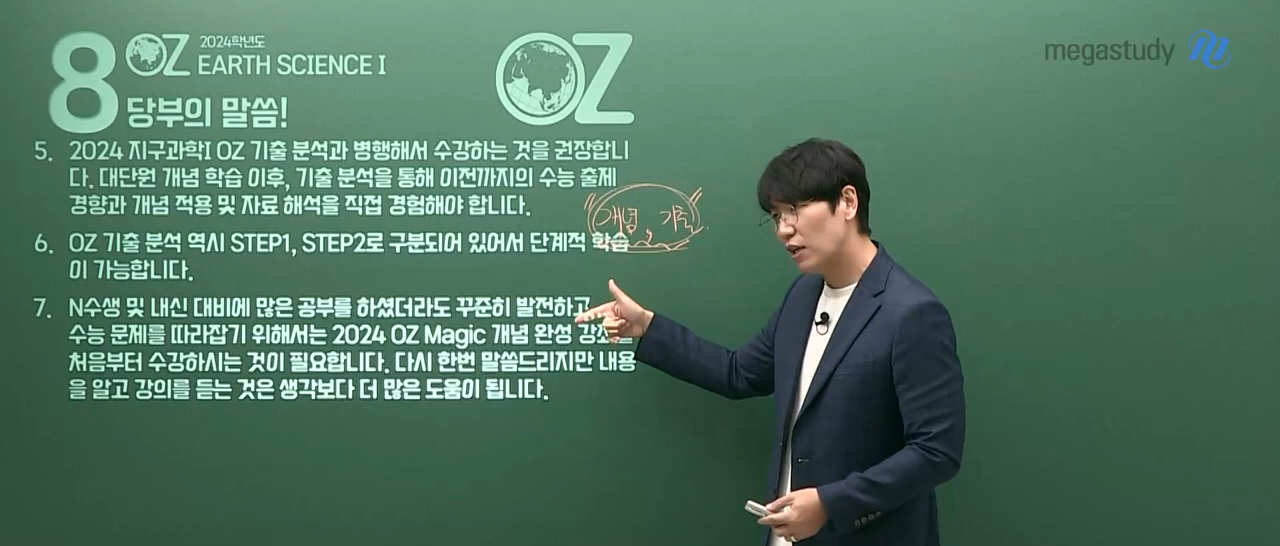 8
OZ 2024학년도
EARTH SCIENCE I
당부의 말씀!
OZ
megastudy
5. 2024 지구과학I OZ 기출 분석과 병행해서 수강하는 것을 권장합니
다. 대단원 개념 학습 이후, 기출 분석을 통해 이전까지의 수능 출제
경향과 개념 적용 및 자료 해석을 직접 경험해야 합니다.
개념, 기출
6. OZ 기출 분석 역시 STEP1, STEP2로 구분되어 있어서 단계적 학습
이 가능합니다.
7. N수생 및 내신 대비에 많은 공부를 하셨더라도 꾸준히 발전하고
수능 문제를 따라잡기 위해서는 2024 OZ Magic 개념 완성
처음부터 수강하시는 것이 필요합니다. 다시 한번 말씀드리지만 내용
을 알고 강의를 듣는 것은 생각보다 더 많은 도움이 됩니다.